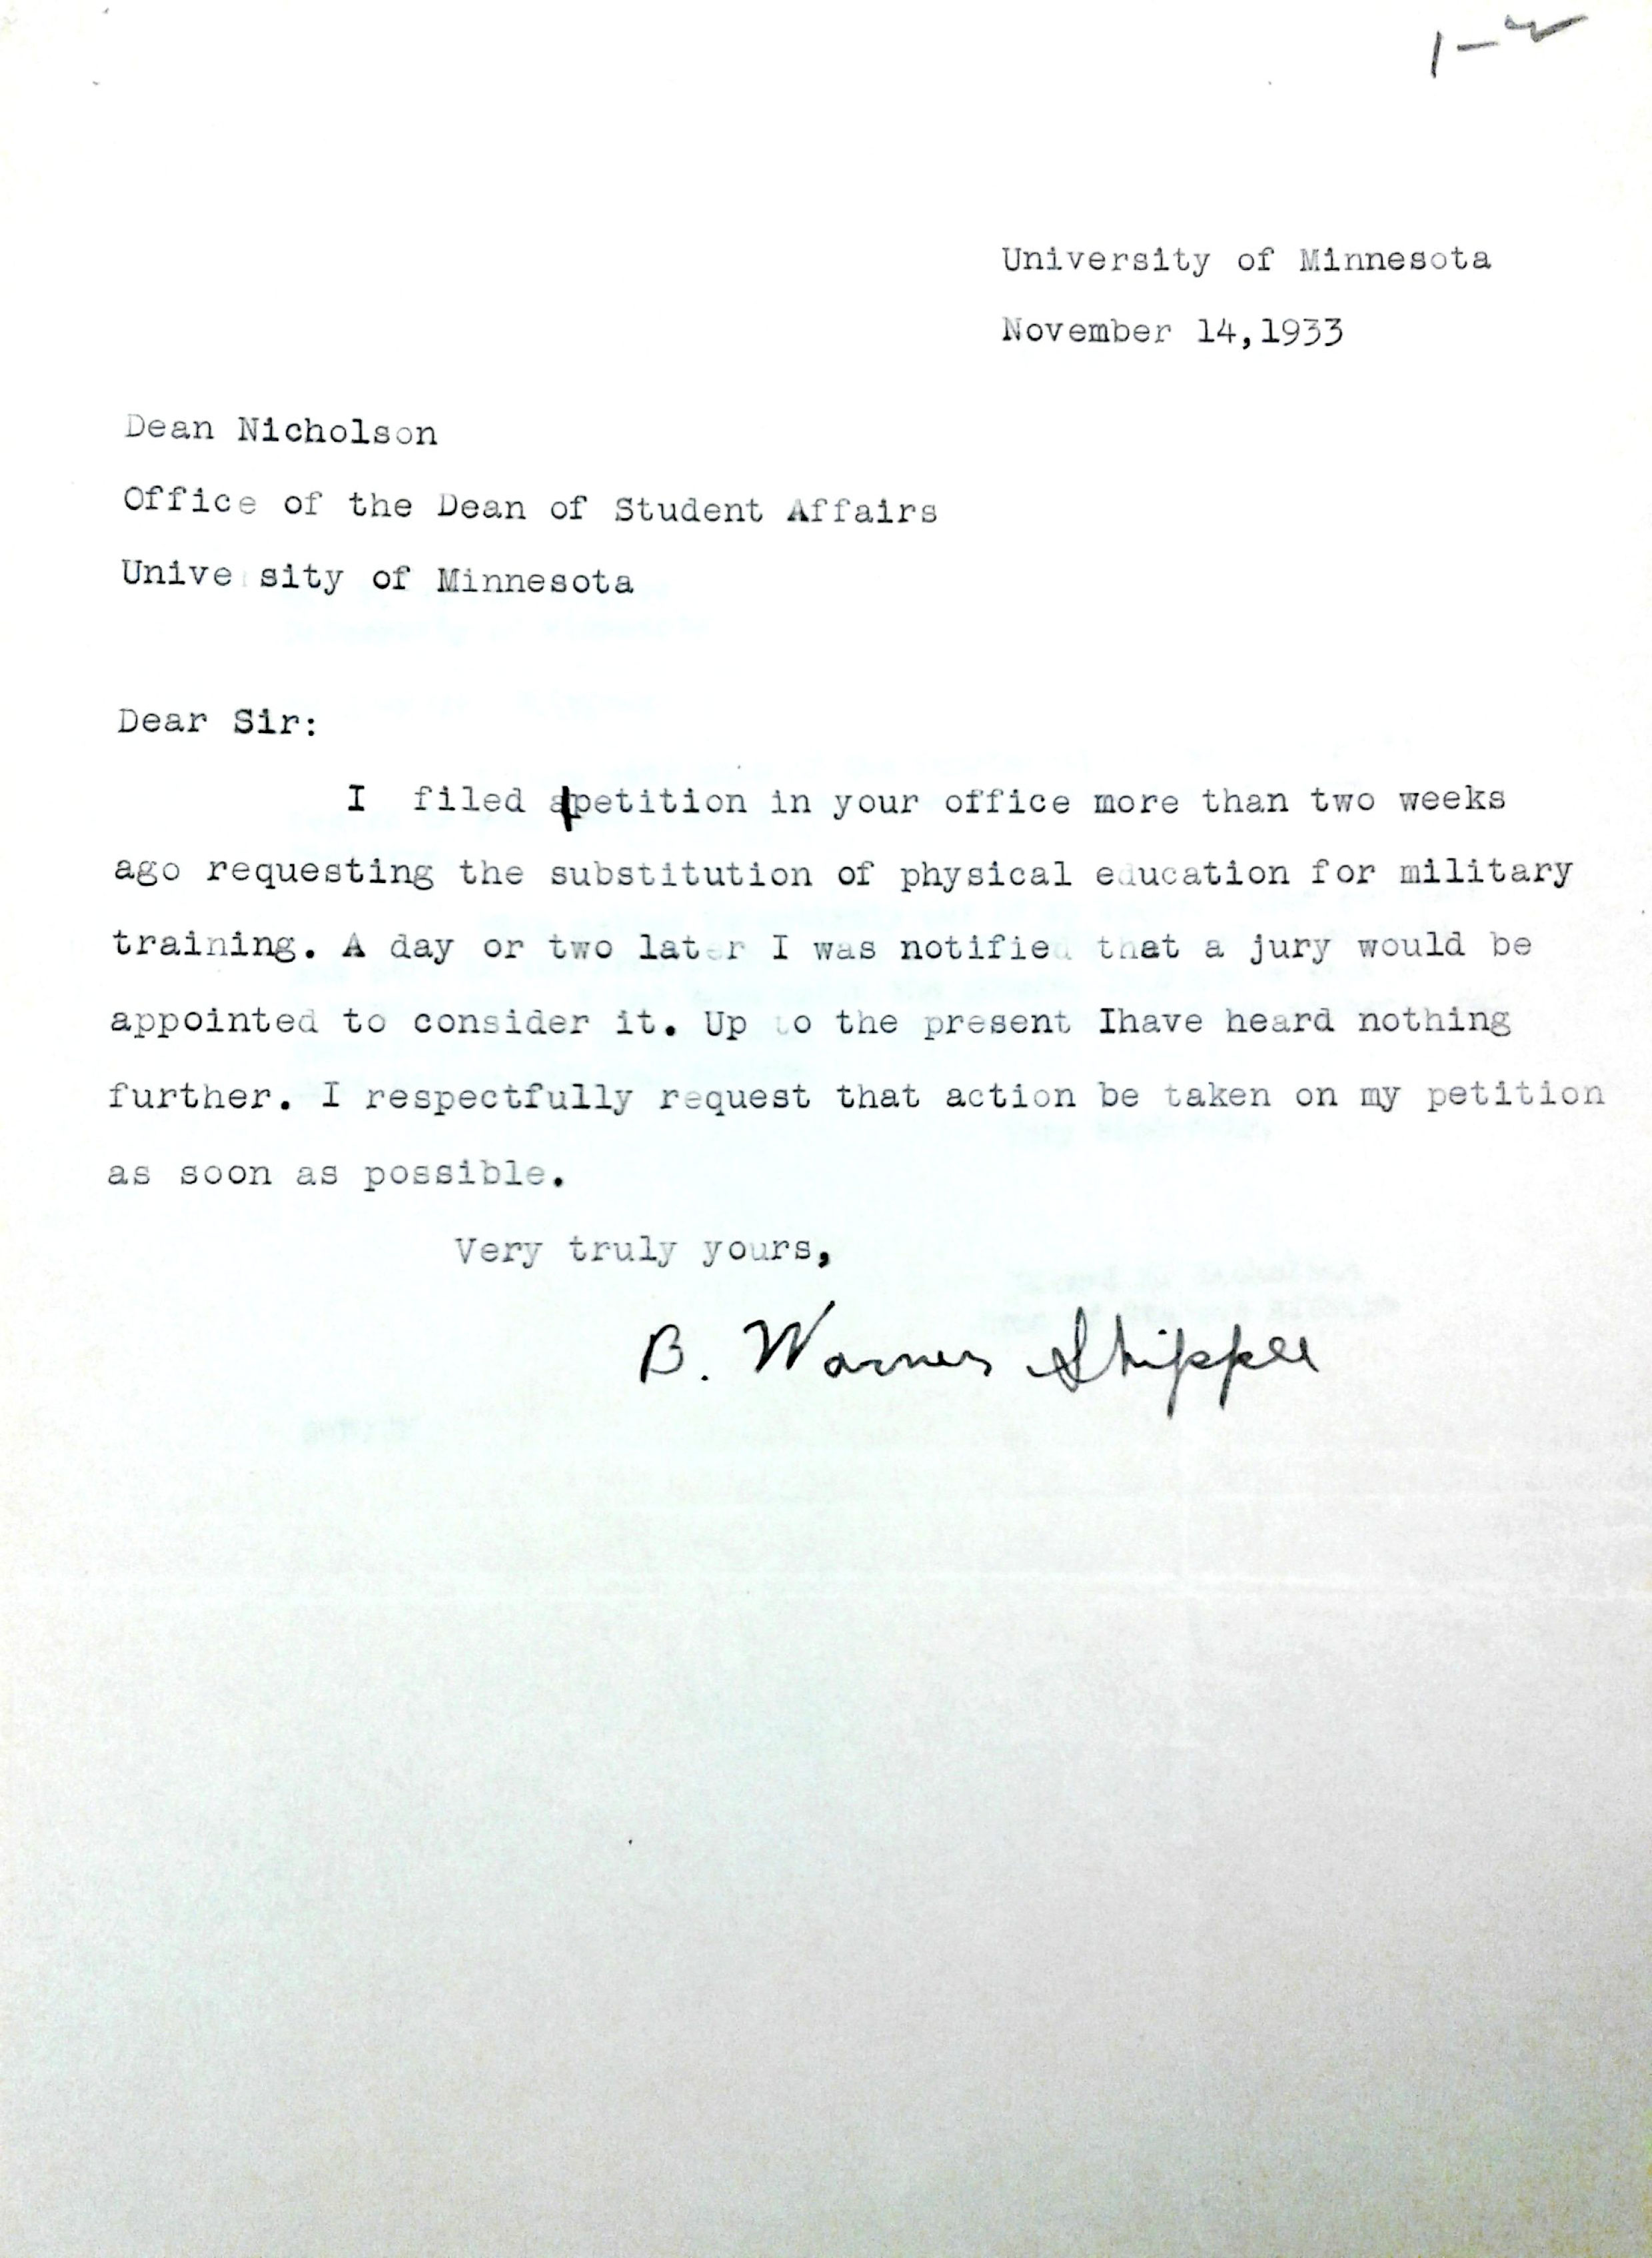 1-2
University of Minnesota
November 14,1933
Dean Nicholson
Office of the Dean of Student Affairs
University of Minnesota
Dear Sir:
I filed a|petition in your office more than two weeks
ago requesting the substitution of physical education for military
training. A day or two later I was notified that a jury would be
appointed to consider it. Up to the present Ihave heard nothing
further. I respectfully request that action be taken on my petition
as soon as possible.
Very truly yours,
B. Warner Shippee